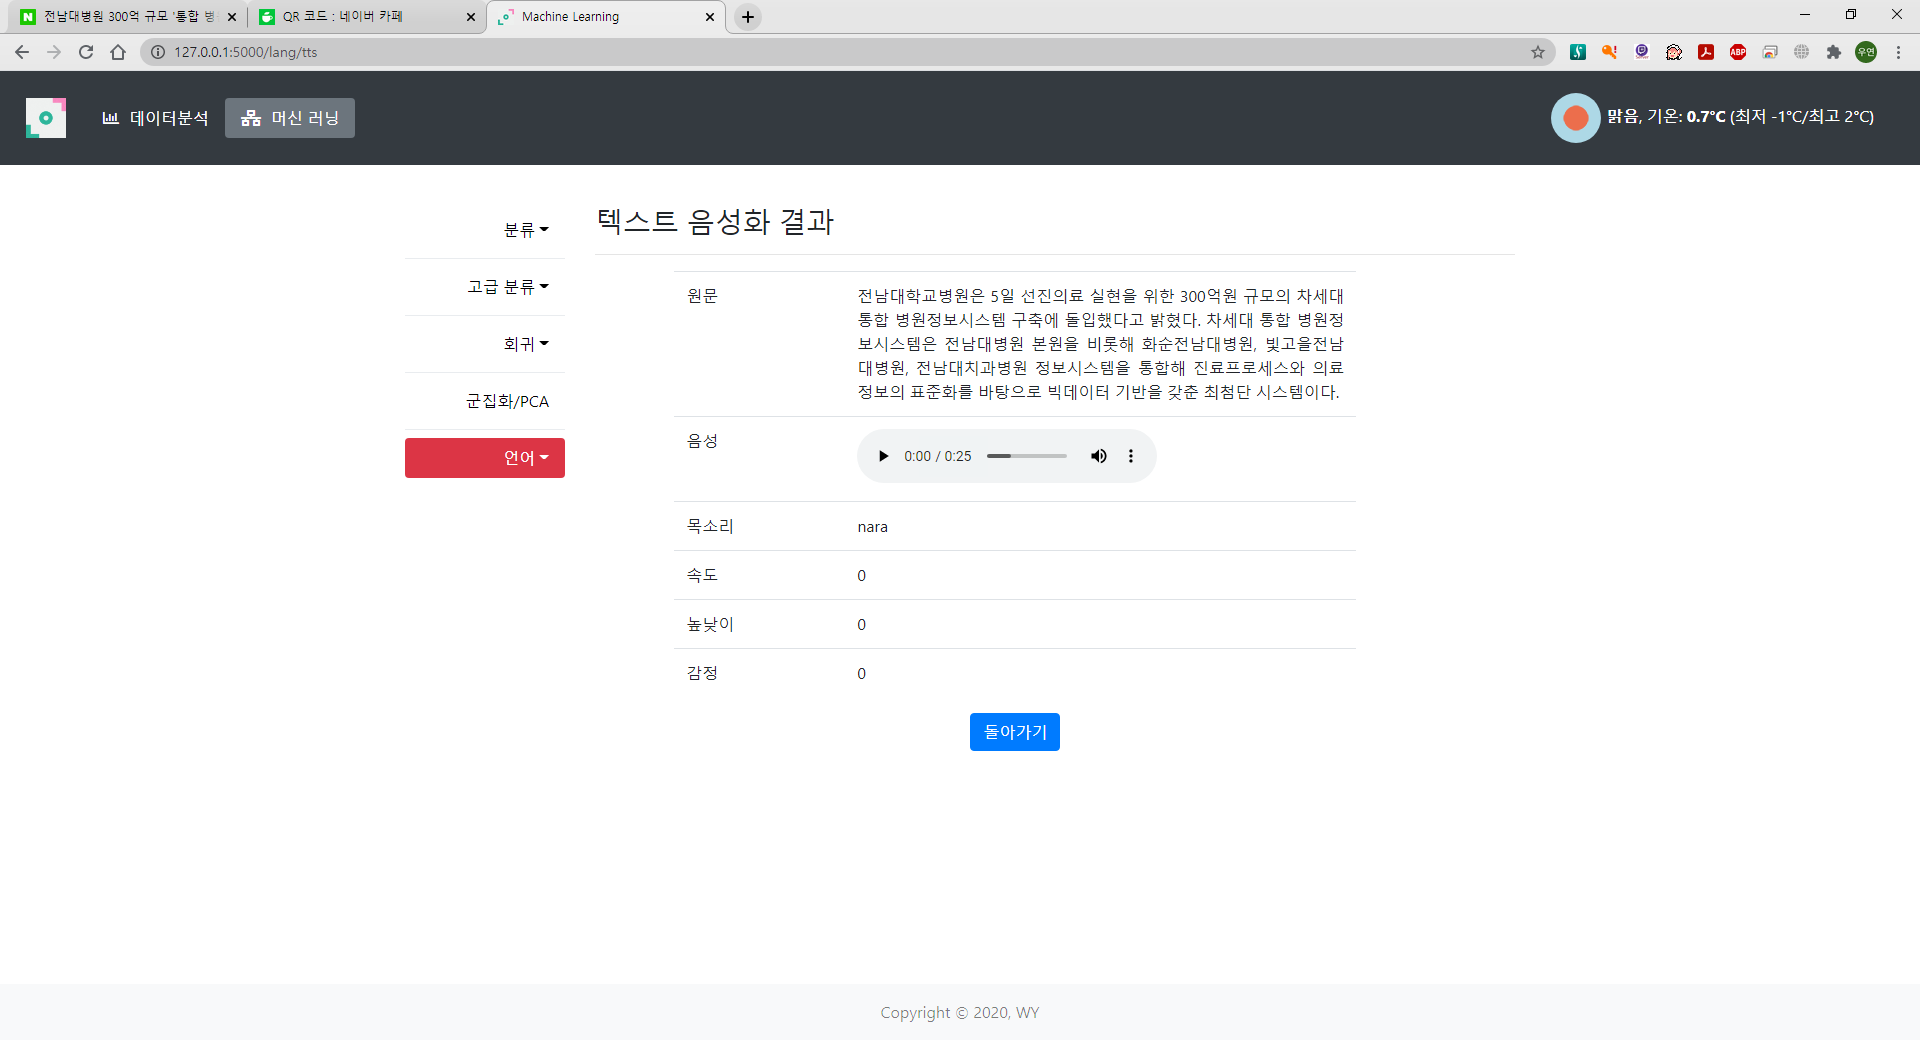 전남대병원 300억 규모 '통합 병
QR 코드 : 네이버 카페
Machine Learning
127.0.0.1:5000/lang/tts
우연
데이터분석
머신 러닝
맑음, 기온: 0.7°C (최저 -1°C/최고 2°C)
분류
고급 분류
회귀
군집화/PCA
언어
텍스트 음성화 결과
원문
전남대학교병원은 5일 선진의료 실현을 위한 300억원 규모의 차세대
통합 병원정보시스템 구축에 돌입했다고 밝혔다. 차세대 통합 병원정
보시스템은 전남대병원 본원을 비롯해 화순전남대병원, 빛고을전남
대병원, 전남대치과병원 정보시스템을 통합해 진료프로세스와 의료
정보의 표준화를 바탕으로 빅데이터 기반을 갖춘 최첨단 시스템이다.
음성
0:00 / 0:25
목소리
nara
속도
0
높낮이
0
감정
0
돌아가기
Copyright © 2020, WY